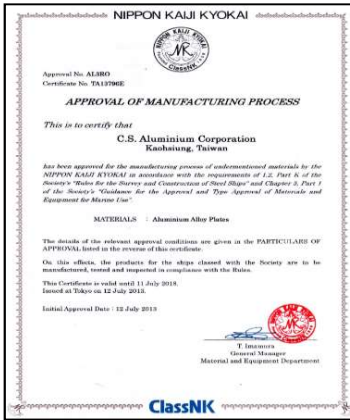 NIPPON KAIJI KYOKAI
Approval No. AL3RO
Certificate No. TA13796E
APPROVAL OF MANUFACTURING PROCESS
This is to certify that
C.S. Aluminium Corporation
Kaohsiung, Taiwan
has been approved for the manufacturing process of undermentioned materials by the
NIPPON KAIJI KYOKAI in accordance with the requirements of 1.2, Part K of the
Society's "Rules for the Survey and Construction of Steel Ships" and Chapter 3, Part 1
of the Society's "Guidance for the Approval and Type Approval of Materials and
Equipment for Marine Use".
MATERIALS : Aluminium Alloy Plates
The details of the relevant approval conditions are given in the PARTICULARS OF
APPROVAL listed in the reverse of this certificate.
On this effects, the products for the ships classed with the Society are to be
manufactured, tested and inspected in compliance with the Rules.
This Certificate is valid until 11 July 2018.
Issued at Tokyo on 12 July 2013.
Initial Approval Date : 12 July 2013
T. Imamura
General Manager
Material and Equipment Department
ClassNK